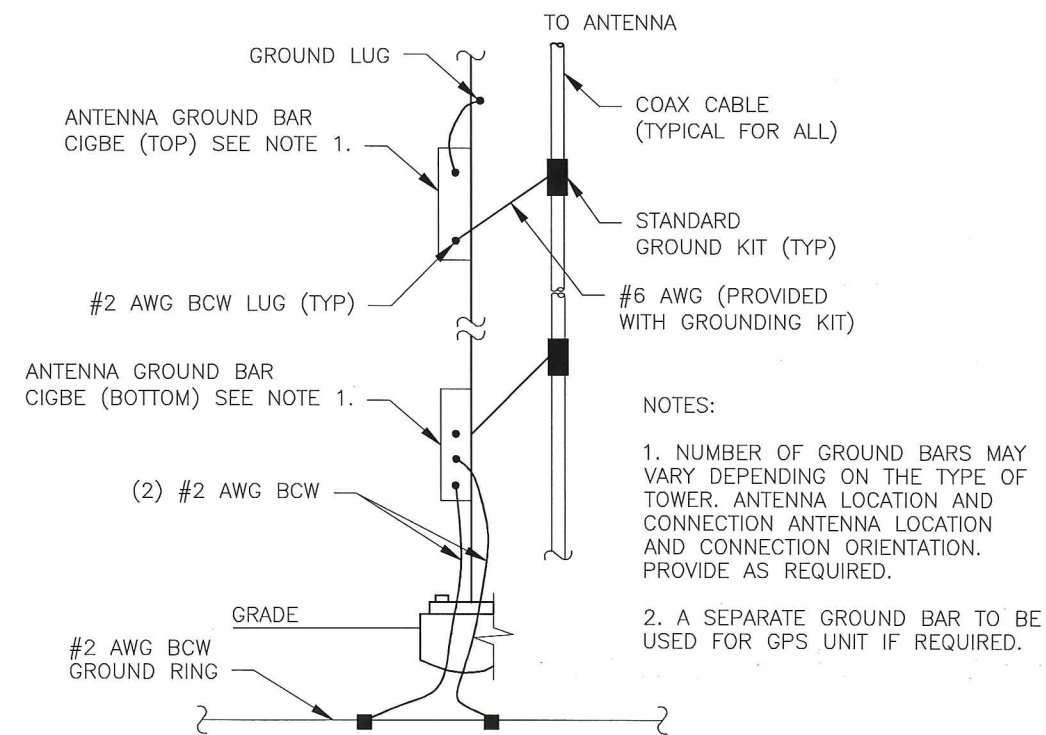 TO ANTENNA
GROUND LUG
ANTENNA GROUND BAR
CIGBE (TOP) SEE NOTE 1.
COAX CABLE
(TYPICAL FOR ALL)
STANDARD
GROUND KIT (TYP)
#2 AWG BCW LUG (TYP)
#6 AWG (PROVIDED
WITH GROUNDING KIT)
ANTENNA GROUND BAR
CIGBE (BOTTOM) SEE NOTE 1.
(2) #2 AWG BCW
GRADE
#2 AWG BCW
GROUND RING
NOTES:
1. NUMBER OF GROUND BARS MAY
VARY DEPENDING ON THE TYPE OF
TOWER. ANTENNA LOCATION AND
CONNECTION ANTENNA LOCATION
AND CONNECTION ORIENTATION.
PROVIDE AS REQUIRED.
2. A SEPARATE GROUND BAR TO BE
USED FOR GPS UNIT IF REQUIRED.